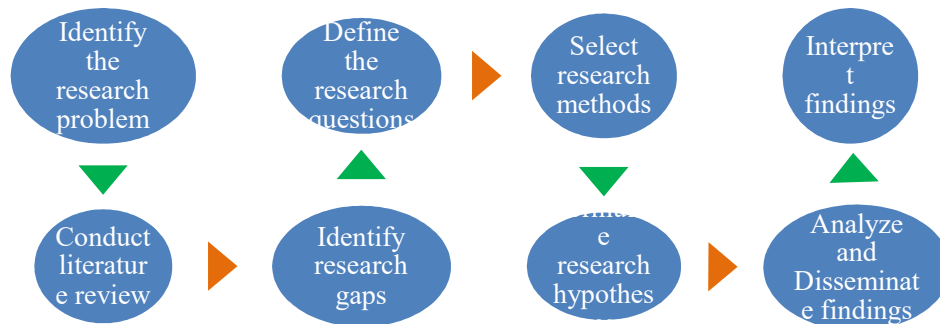 Identify
the
research
problem
Conduct
literatur
e review
Identify
research
gaps
Define
the
research
questions
Select
research
methods
e
research
hypothes
Analyze
and
Disseminat
e findings
Interpre
t
findings